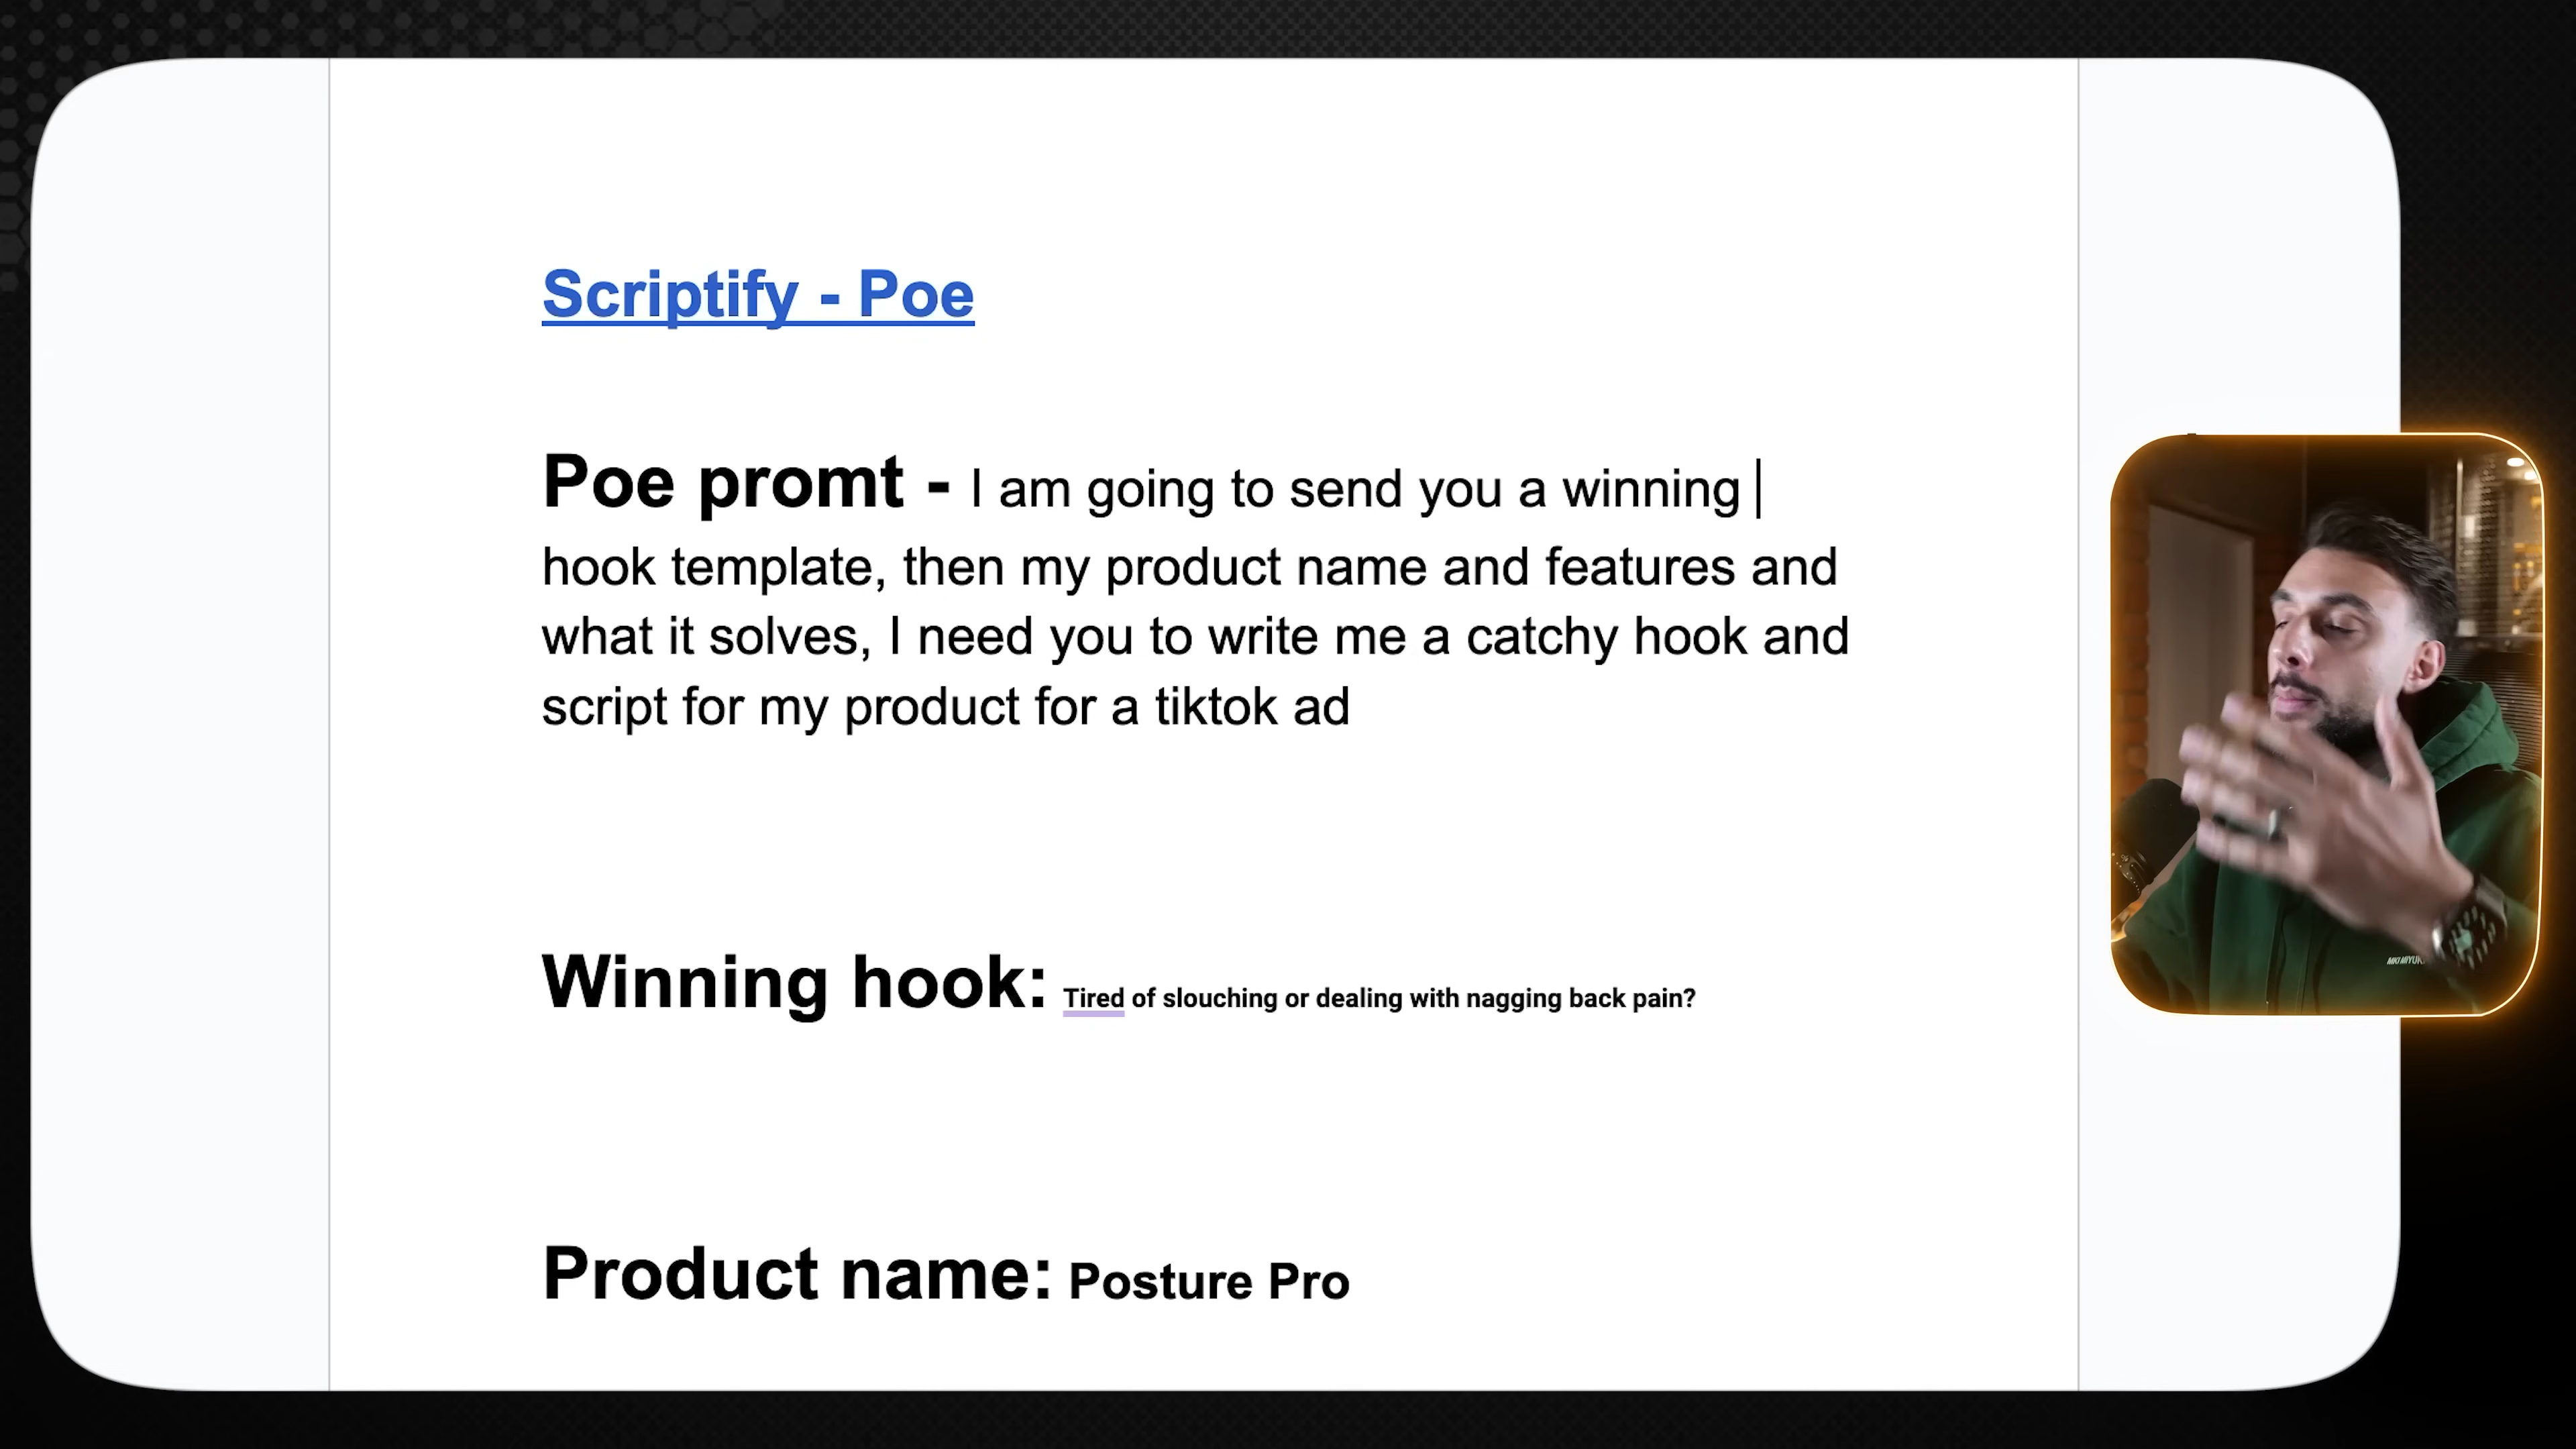 Scriptify - Poe
Poe promt - I am going to send you a winning
hook template, then my product name and features and
what it solves, I need you to write me a catchy hook and
script for my product for a tiktok ad
Winning hook: Tired of slouching or dealing with nagging back pain?
Product name: Posture Pro